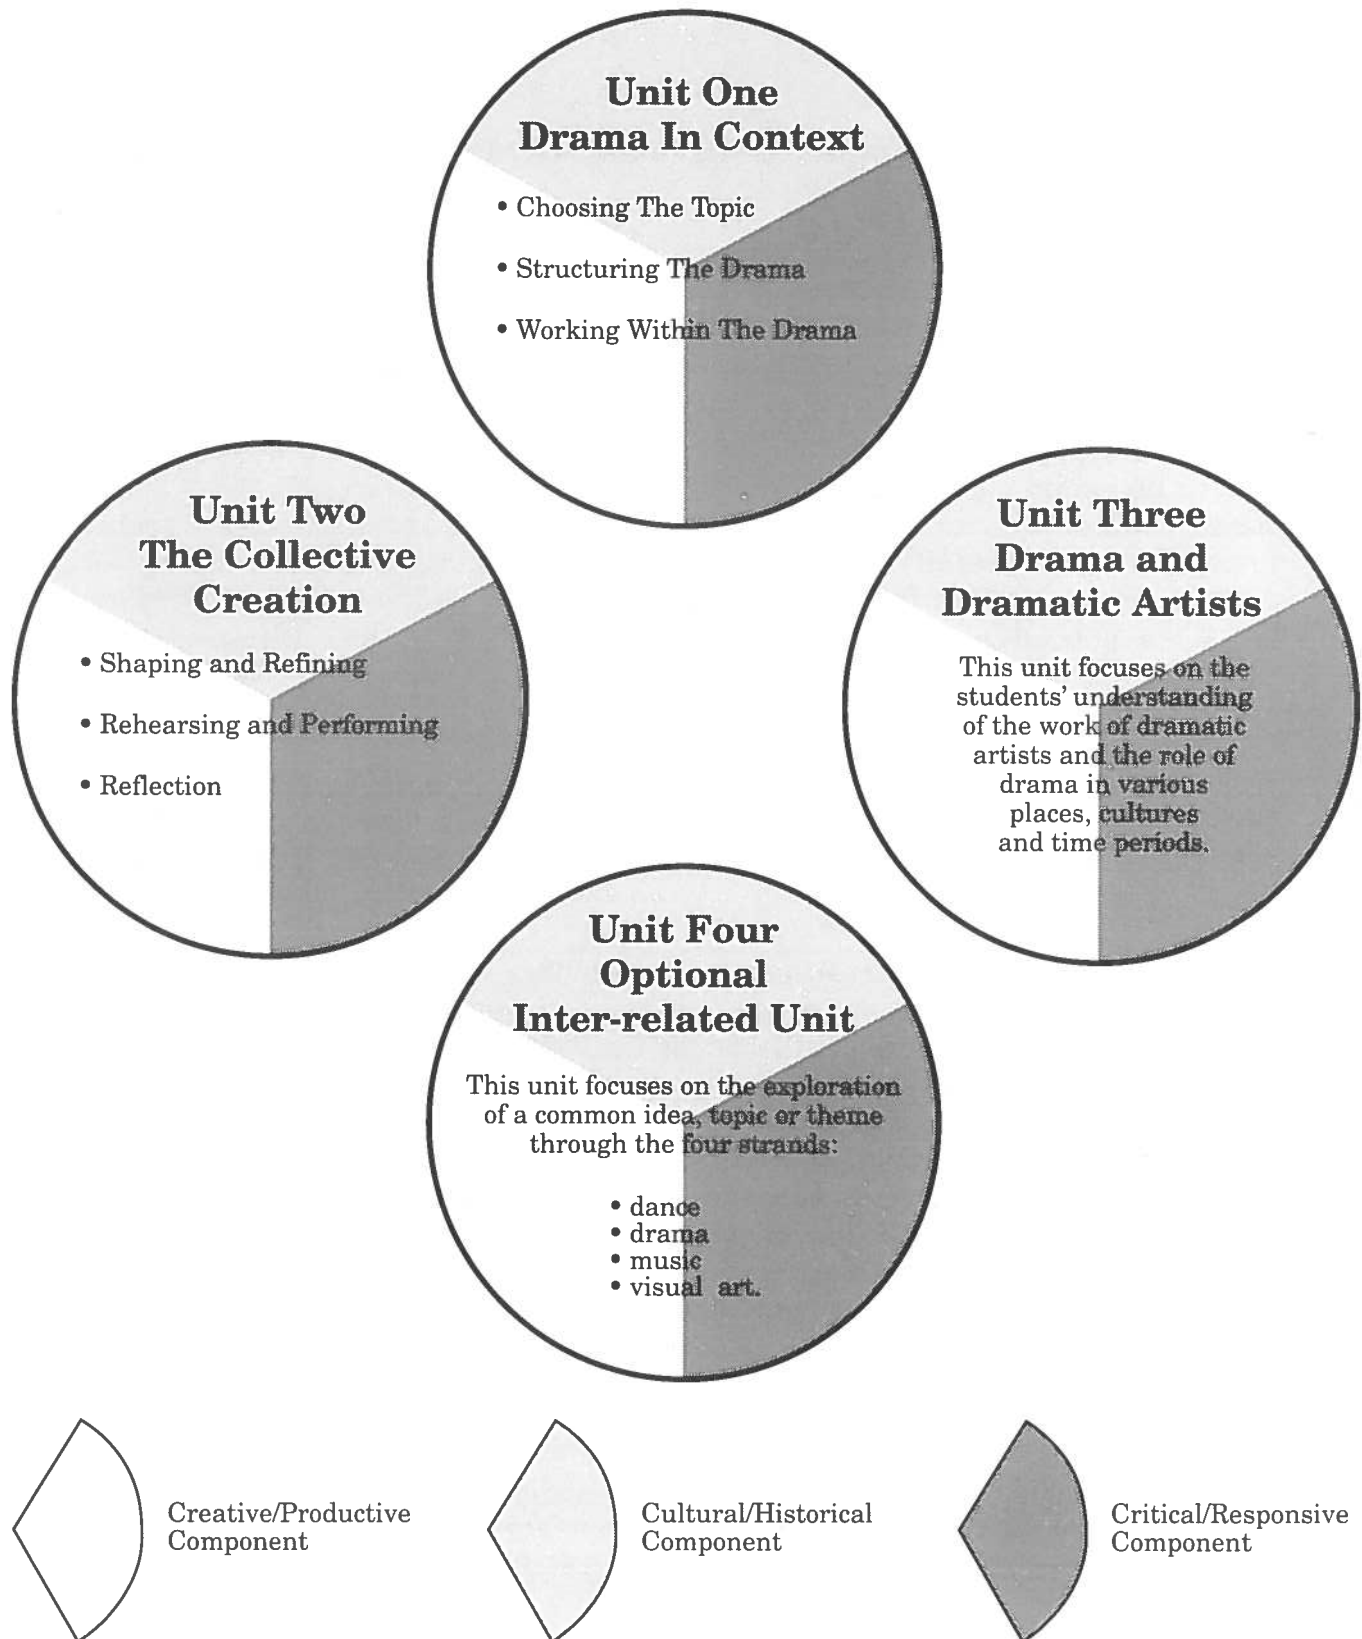 Unit One
Drama In Context
• Choosing The Topic
• Structuring The Drama
• Working Within The Drama
Unit Two
The Collective
Creation
• Shaping and Refining
• Rehearsing and Performing
• Reflection
Unit Three
Drama and
Dramatic Artists
This unit focuses on the
students' understanding
of the work of dramatic
artists and the role of
drama in various
places, cultures
and time periods.
Unit Four
Optional
Inter-related Unit
This unit focuses on the exploration
of a common idea, topic or theme
through the four strands:
• dance
• drama
• music
• visual art.
Creative/Productive
Component
Cultural/Historical
Component
Critical/Responsive
Component